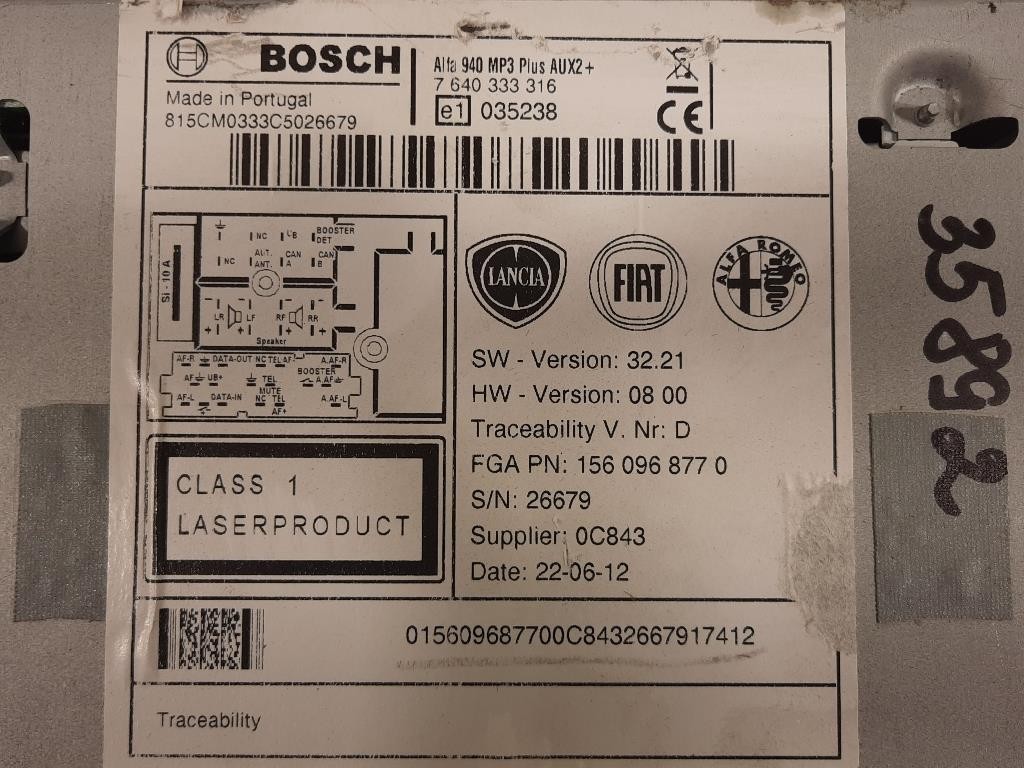 BOSCH
Alfa 940 MP3 Plus AUX2+
7 640 333 316
e1 035238
CE
Made in Portugal
815CM0333C5026679
NC UB BOOSTER DET
NC AUT. ANT. CAN A CAN B
SI - 10 A
LR LF RF RR
Speaker
AF-R DATA-OUT NC TEL AF- A.AF-R
AF UB+ TEL MUTE BOOSTER A.AF
AF-L DATA-IN NC TEL AF+ A.AF-L
LANCIA
FIAT
ALFA ROMEO
SW - Version: 32.21
HW - Version: 08 00
Traceability V. Nr: D
FGA PN: 156 096 877 0
S/N: 26679
Supplier: 0C843
Date: 22-06-12
CLASS 1
LASERPRODUCT
015609687700C8432667917412
Traceability
35892